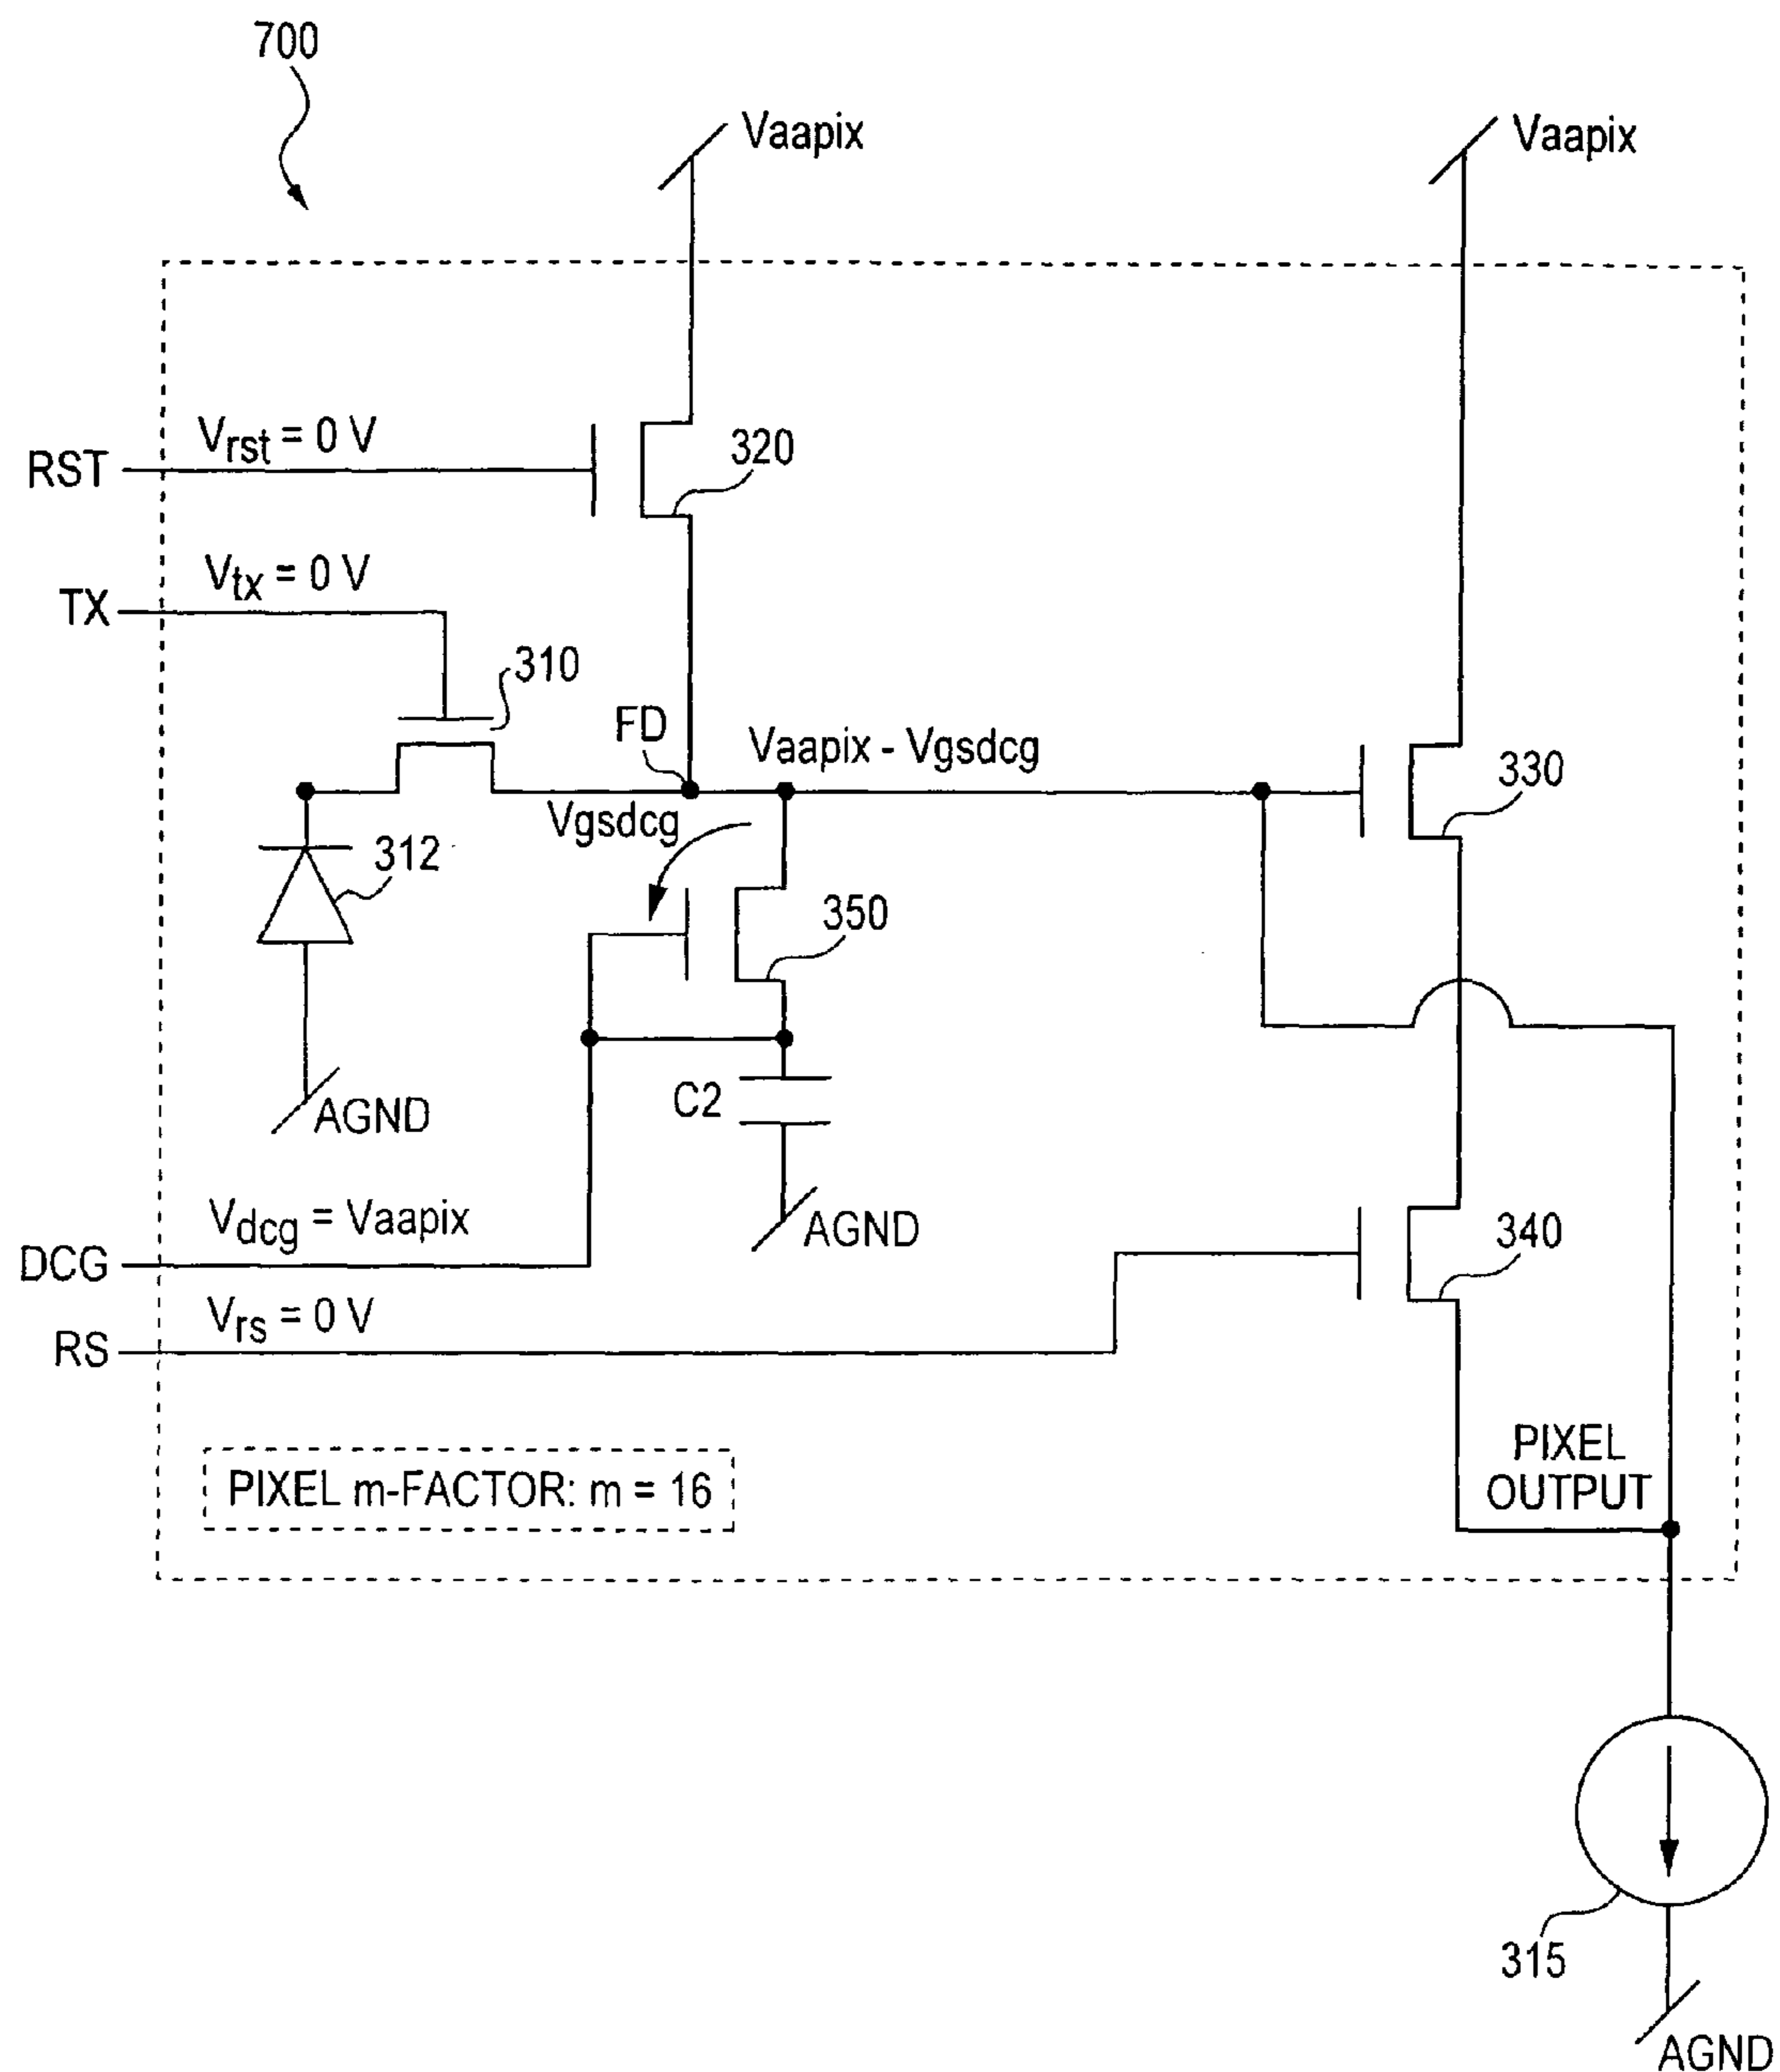 700
Vaapix
Vaapix
Vrst = 0 V
RST
320
Vtx = 0 V
TX
310
FD
Vaapix - Vgsdcg
330
Vgsdcg
312
350
C2
AGND
Vdcg = Vaapix
AGND
DCG
340
Vrs = 0 V
RS
PIXEL
OUTPUT
PIXEL m-FACTOR: m = 16
315
AGND